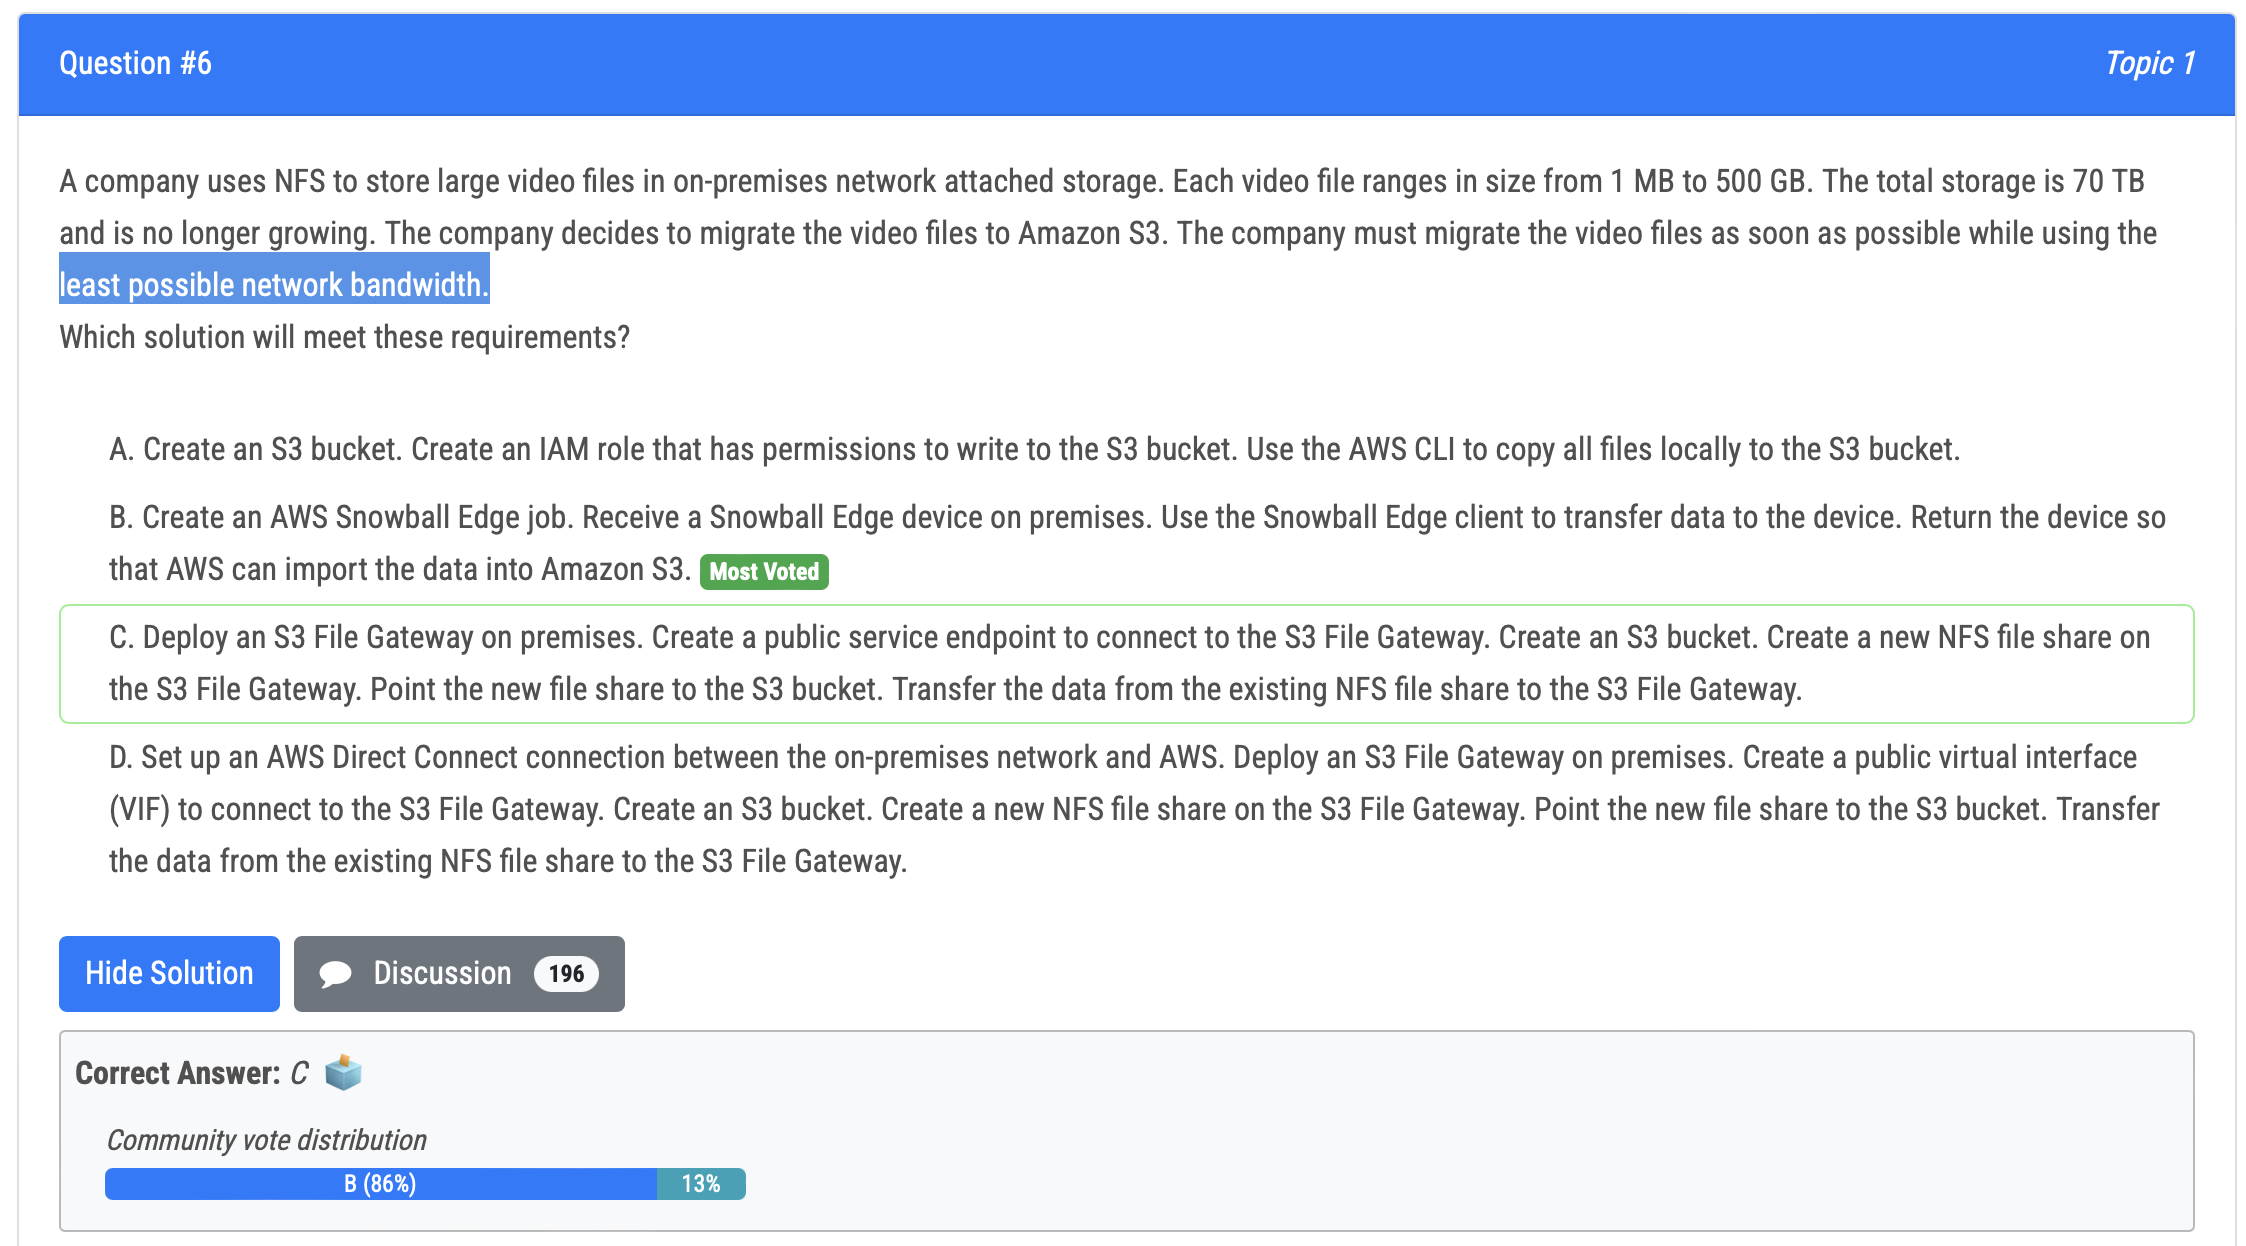 Question #6
Topic 1
A company uses NFS to store large video files in on-premises network attached storage. Each video file ranges in size from 1 MB to 500 GB. The total storage is 70 TB
and is no longer growing. The company decides to migrate the video files to Amazon S3. The company must migrate the video files as soon as possible while using the
least possible network bandwidth.
Which solution will meet these requirements?
A. Create an S3 bucket. Create an IAM role that has permissions to write to the S3 bucket. Use the AWS CLI to copy all files locally to the S3 bucket.
B. Create an AWS Snowball Edge job. Receive a Snowball Edge device on premises. Use the Snowball Edge client to transfer data to the device. Return the device so
that AWS can import the data into Amazon S3. Most Voted
C. Deploy an S3 File Gateway on premises. Create a public service endpoint to connect to the S3 File Gateway. Create an S3 bucket. Create a new NFS file share on
the S3 File Gateway. Point the new file share to the S3 bucket. Transfer the data from the existing NFS file share to the S3 File Gateway.
D. Set up an AWS Direct Connect connection between the on-premises network and AWS. Deploy an S3 File Gateway on premises. Create a public virtual interface
(VIF) to connect to the S3 File Gateway. Create an S3 bucket. Create a new NFS file share on the S3 File Gateway. Point the new file share to the S3 bucket. Transfer
the data from the existing NFS file share to the S3 File Gateway.
Hide Solution
Discussion 196
Correct Answer: C
Community vote distribution
B (86%)
13%